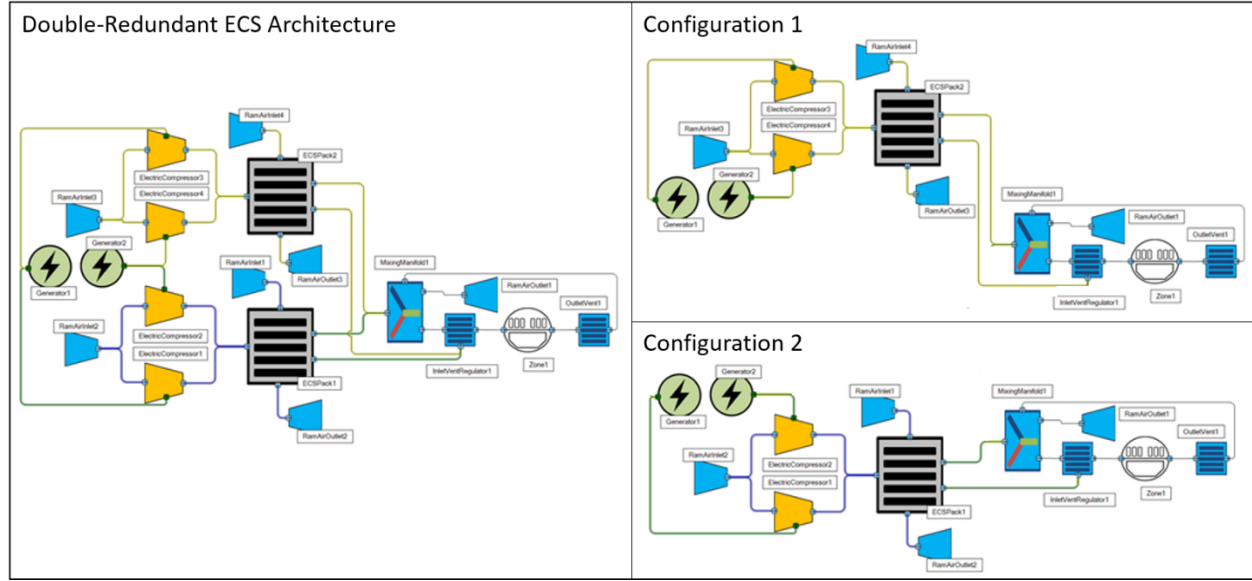 Double-Redundant ECS Architecture
RamAirInlet4
ECSPack2
ElectricCompressor3
ElectricCompressor4
RamAirInlet3
Generator2
Generator1
RamAirInlet1
RamAirOutlet3
MixingManifold1
RamAirOutlet1
OutletVent1
RamAirInlet2
ElectricCompressor2
ElectricCompressor1
InletVentRegulator1
Zone1
ECSPack1
RamAirOutlet2
Configuration 1
RamAirInlet4
ECSPack2
ElectricCompressor3
ElectricCompressor4
RamAirInlet3
Generator2
Generator1
RamAirOutlet3
MixingManifold1
RamAirOutlet1
OutletVent1
InletVentRegulator1
Zone1
Configuration 2
Generator2
Generator1
RamAirInlet1
MixingManifold1
RamAirOutlet1
OutletVent1
RamAirInlet2
ElectricCompressor2
ElectricCompressor1
InletVentRegulator1
Zone1
ECSPack1
RamAirOutlet2